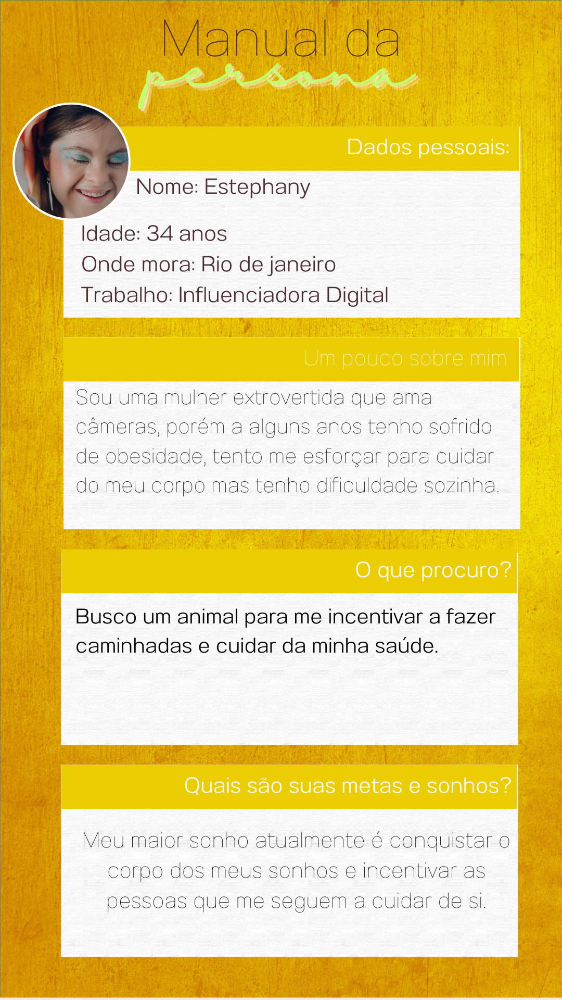 Manual da
persona
Dados pessoais:
Nome: Estephany
Idade: 34 anos
Onde mora: Rio de janeiro
Trabalho: Influenciadora Digital
Um pouco sobre mim
Sou uma mulher extrovertida que ama
câmeras, porém a alguns anos tenho sofrido
de obesidade, tento me esforçar para cuidar
do meu corpo mas tenho dificuldade sozinha.
O que procuro?
Busco um animal para me incentivar a fazer
caminhadas e cuidar da minha saúde.
Quais são suas metas e sonhos?
Meu maior sonho atualmente é conquistar o
corpo dos meus sonhos e incentivar as
pessoas que me seguem a cuidar de si.